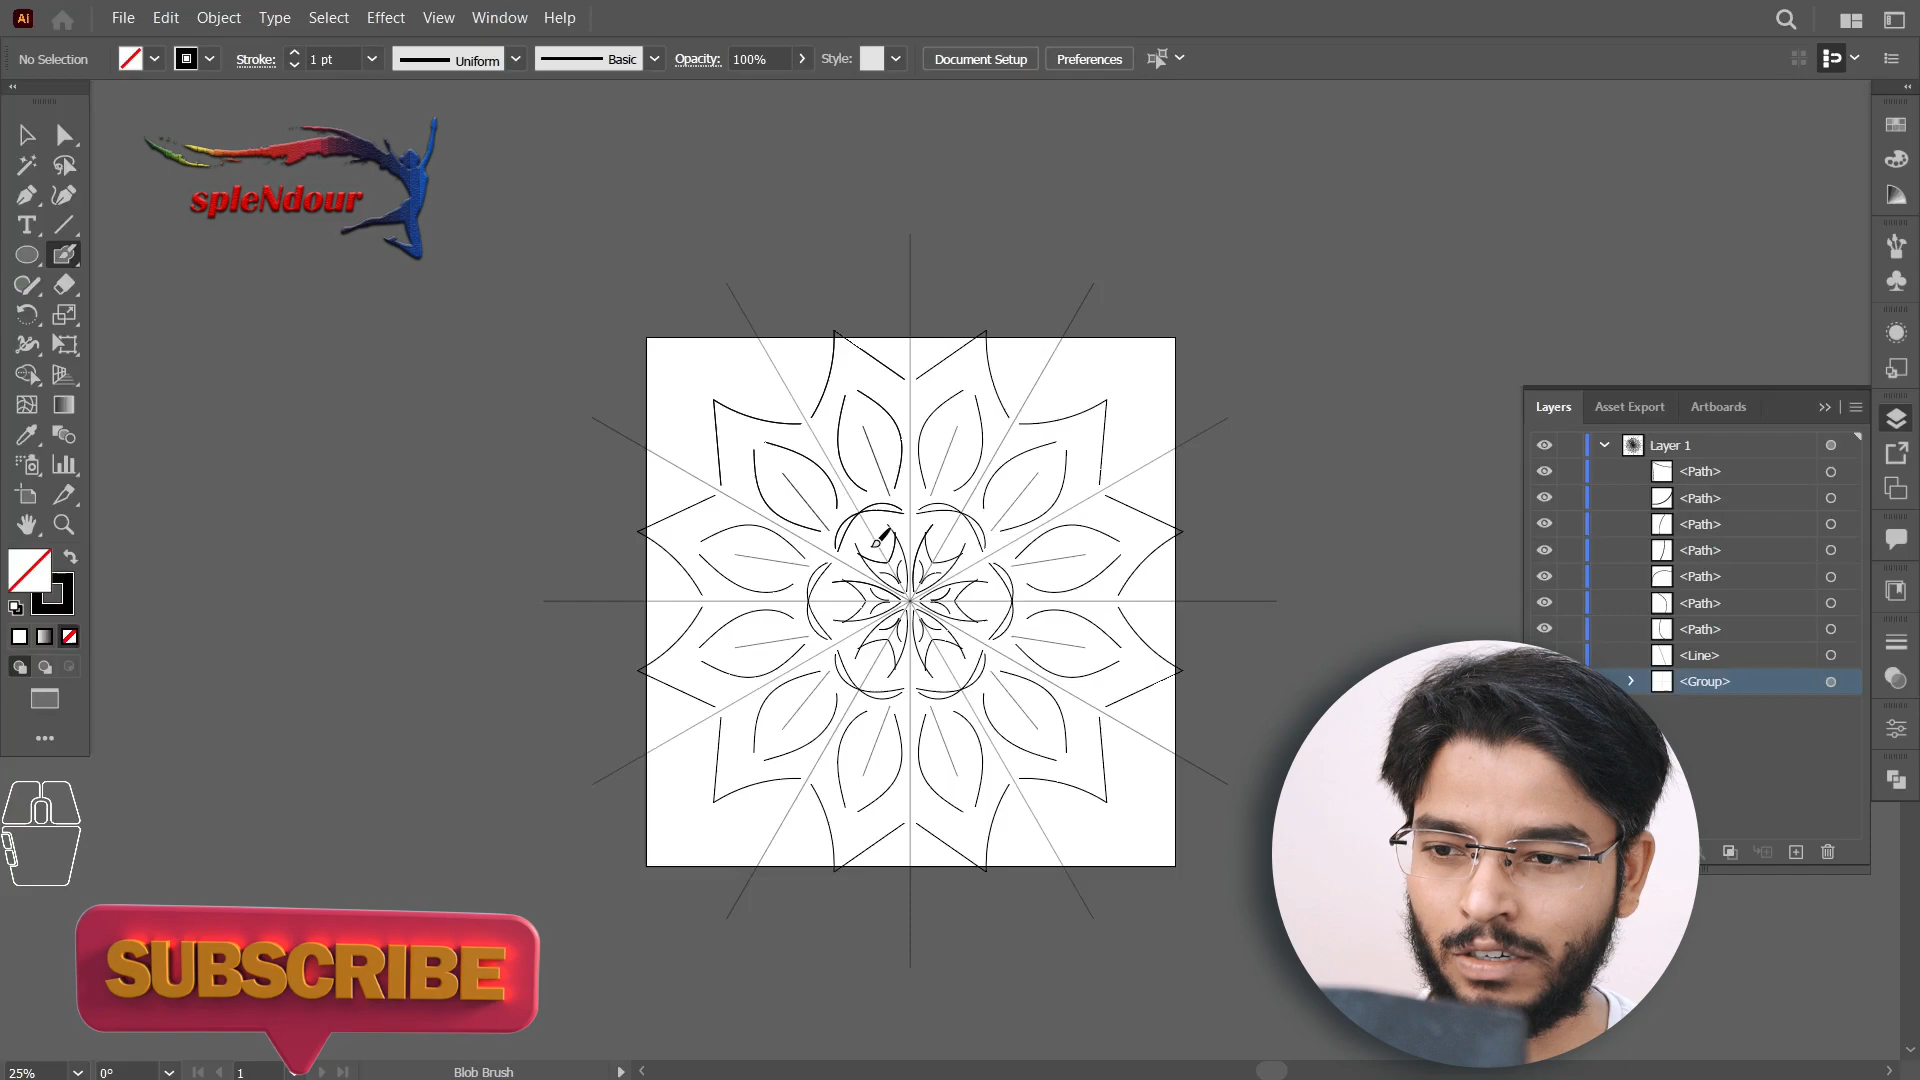 Ai File Edit Object Type Select Effect View Window Help
No Selection Stroke: 1 pt Uniform Basic Opacity: 100% Style: Document Setup Preferences
spleNdour
Layers Asset Export Artboards
Layer 1
<Path>
<Path>
<Path>
<Path>
<Path>
<Path>
<Path>
<Line>
<Group>
SUBSCRIBE
25% 0° 1 Blob Brush